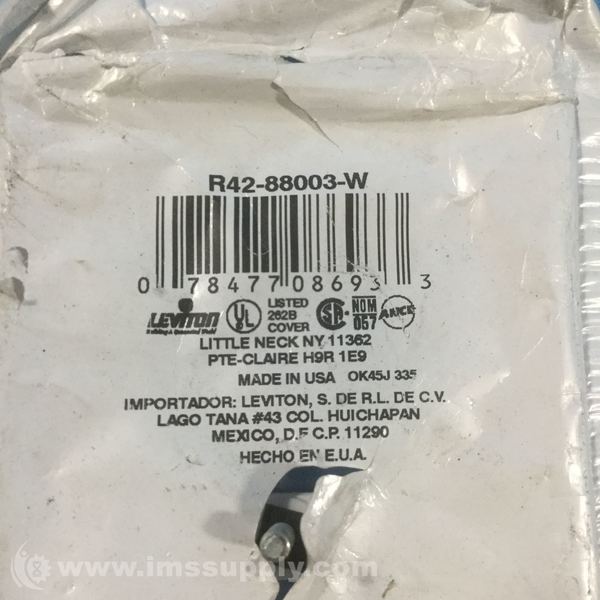 R42-88003-W
0 78477 08693 3
LEVITON
UL LISTED 262B COVER
SA NOM 057 ANCE
LITTLE NECK NY 11362
PTE-CLAIRE H9R 1E9
MADE IN USA OK45J 335
IMPORTADOR: LEVITON, S. DE R.L. DE C.V.
LAGO TANA #43 COL. HUICHAPAN
MEXICO, D.F. C.P. 11290
HECHO EN E.U.A.
www.imssupply.com